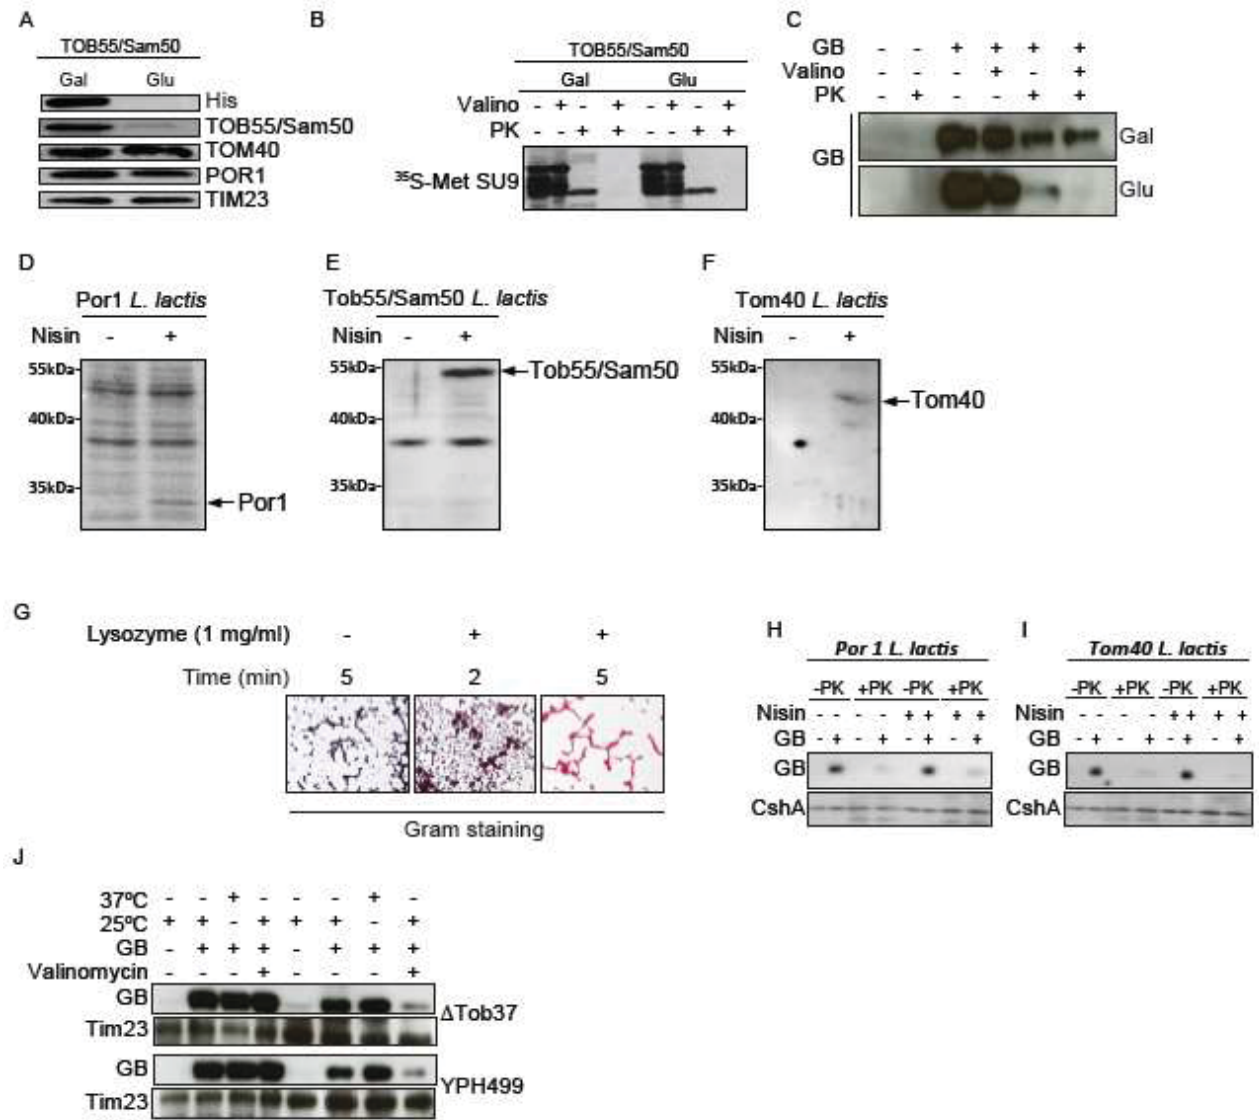 A
TOB55/Sam50
Gal Glu
His
TOB55/Sam50
TOM40
POR1
TIM23
B
TOB55/Sam50
Gal Glu
Valino - + - + - + - +
PK - - + + - - + +
³⁵S-Met SU9
C
GB - - + + + +
Valino - - - + - +
PK - + - - + +
GB
Gal
Glu
D
Por1 L. lactis
Nisin - +
55kDa-
40kDa-
35kDa-
Por1
E
Tob55/Sam50 L. lactis
Nisin - +
55kDa-
40kDa-
35kDa-
Tob55/Sam50
F
Tom40 L. lactis
Nisin - +
55kDa-
40kDa-
35kDa-
Tom40
G
Lysozyme (1 mg/ml) - + +
Time (min) 5 2 5
Gram staining
H
Por 1 L. lactis
-PK +PK -PK +PK
Nisin - - - - + + + +
GB - + - + - + - +
GB
CshA
I
Tom40 L. lactis
-PK +PK -PK +PK
Nisin - - - - + + + +
GB - + - + - + - +
GB
CshA
J
37ºC - - + - - - + -
25ºC + + - + + + - +
GB - + + + - + + +
Valinomycin - - - + - - - +
GB
Tim23
ΔTob37
GB
Tim23
YPH499